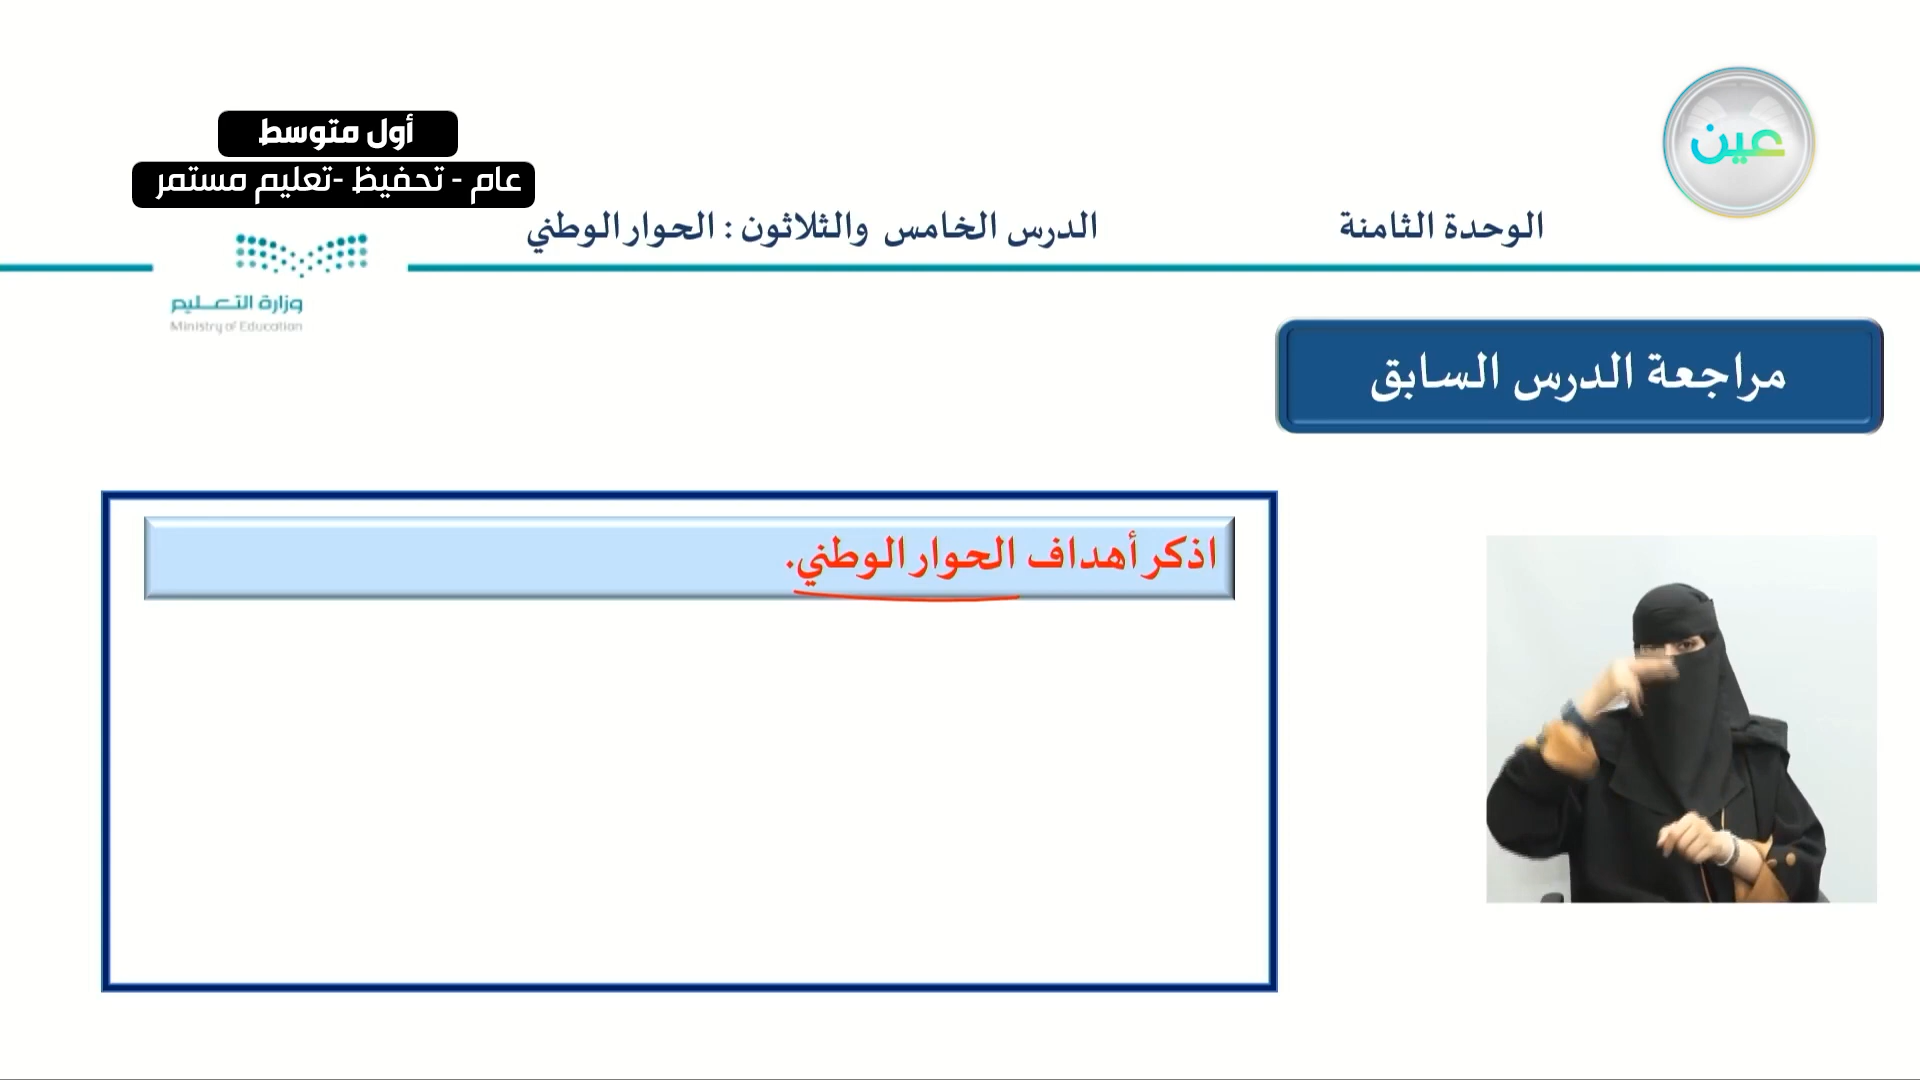 عين
أول متوسط
عام - تحفيظ -تعليم مستمر
الوحدة الثامنة
الدرس الخامس والثلاثون : الحوار الوطني
وزارة التعليم
Ministry of Education
مراجعة الدرس السابق
اذكر أهداف الحوار الوطني.